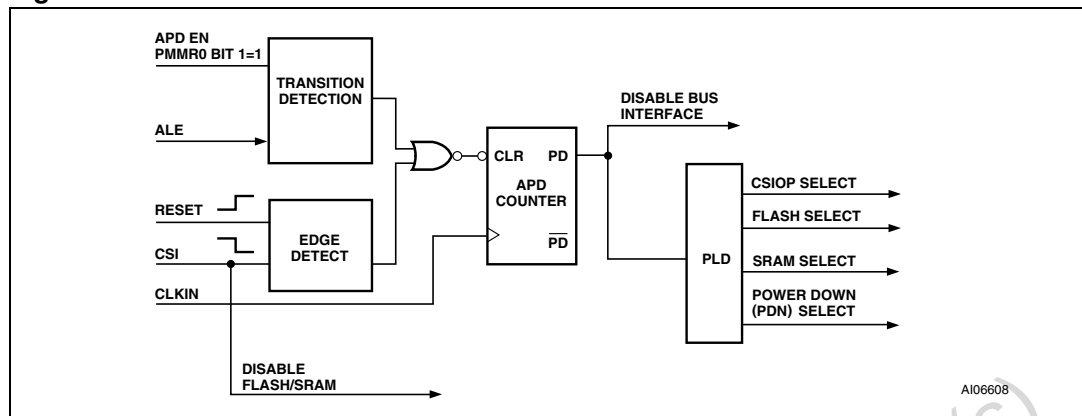 APD EN
PMMR0 BIT 1=1
TRANSITION
DETECTION
ALE
RESET
CSI
EDGE
DETECT
CLKIN
DISABLE
FLASH/SRAM
CLR
PD
APD
COUNTER
PD
DISABLE BUS
INTERFACE
PLD
CSIOP SELECT
FLASH SELECT
SRAM SELECT
POWER DOWN
(PDN) SELECT
AI06608